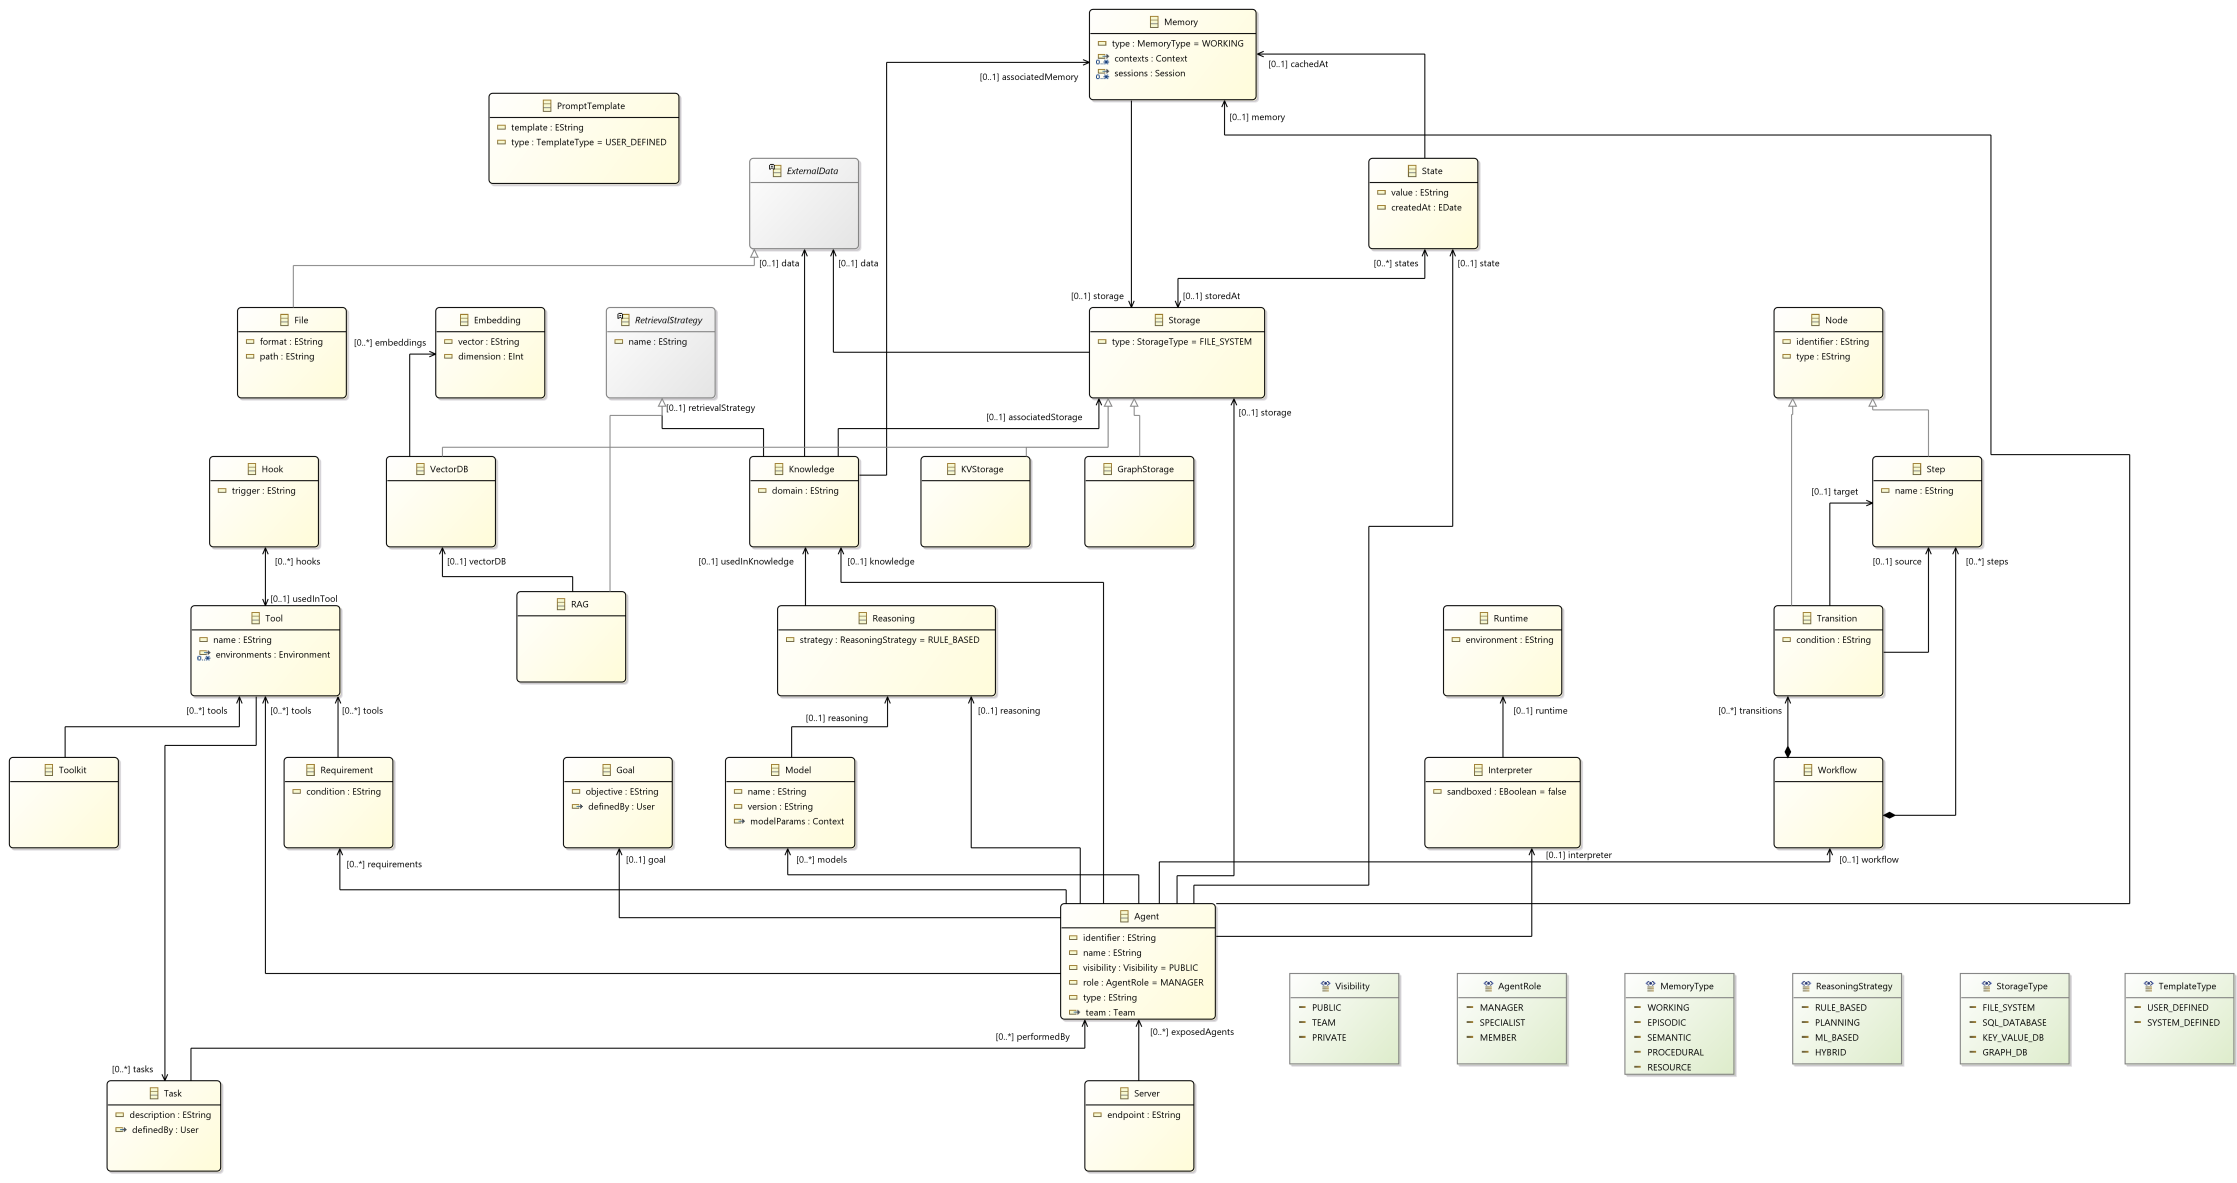 Memory
type : MemoryType = WORKING
contexts : Context
sessions : Session
[0..1] associatedMemory
[0..1] cachedAt
[0..1] memory
PromptTemplate
template : EString
type : TemplateType = USER_DEFINED
ExternalData
State
value : EString
createdAt : EDate
[0..1] data
[0..1] data
[0..*] states
[0..1] state
[0..1] storage
[0..1] storedAt
File
format : EString
path : EString
[0..*] embeddings
Embedding
vector : EString
dimension : EInt
RetrievalStrategy
name : EString
Storage
type : StorageType = FILE_SYSTEM
Node
identifier : EString
type : EString
[0..1] retrievalStrategy
[0..1] associatedStorage
[0..1] storage
Hook
trigger : EString
VectorDB
Knowledge
domain : EString
KVStorage
GraphStorage
Step
name : EString
[0..1] target
[0..*] hooks
[0..1] vectorDB
[0..1] usedInKnowledge
[0..1] knowledge
[0..1] source
[0..*] steps
[0..1] usedInTool
Tool
name : EString
environments : Environment
RAG
Reasoning
strategy : ReasoningStrategy = RULE_BASED
Runtime
environment : EString
Transition
condition : EString
[0..*] tools
[0..*] tools
[0..*] tools
[0..1] reasoning
[0..1] reasoning
[0..1] runtime
[0..*] transitions
Toolkit
Requirement
condition : EString
Goal
objective : EString
definedBy : User
Model
name : EString
version : EString
modelParams : Context
Interpreter
sandboxed : EBoolean = false
Workflow
[0..*] requirements
[0..1] goal
[0..*] models
[0..1] interpreter
[0..1] workflow
Agent
identifier : EString
name : EString
visibility : Visibility = PUBLIC
role : AgentRole = MANAGER
type : EString
team : Team
Visibility
PUBLIC
TEAM
PRIVATE
AgentRole
MANAGER
SPECIALIST
MEMBER
MemoryType
WORKING
EPISODIC
SEMANTIC
PROCEDURAL
RESOURCE
ReasoningStrategy
RULE_BASED
PLANNING
ML_BASED
HYBRID
StorageType
FILE_SYSTEM
SQL_DATABASE
KEY_VALUE_DB
GRAPH_DB
TemplateType
USER_DEFINED
SYSTEM_DEFINED
[0..*] performedBy
[0..*] exposedAgents
[0..*] tasks
Task
description : EString
definedBy : User
Server
endpoint : EString